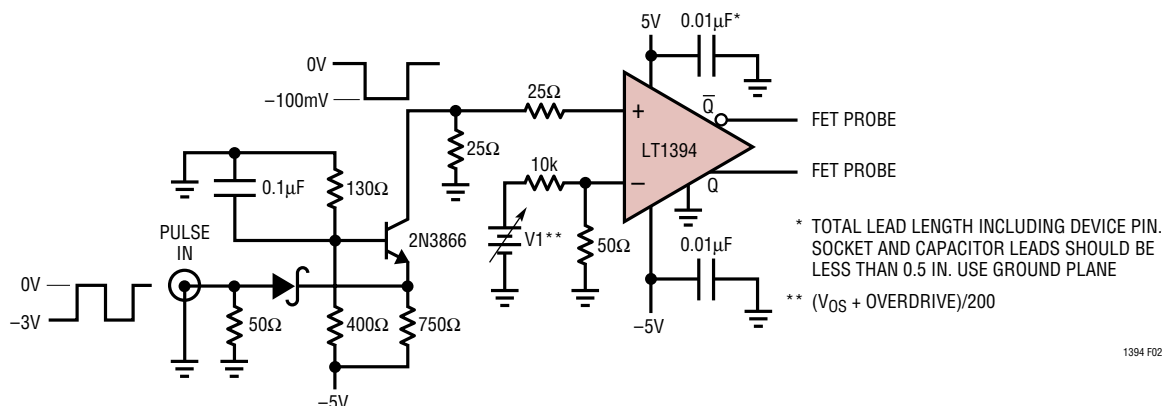 5V
0.01µF*
0V
–100mV
25Ω
25Ω
+
Q̅
FET PROBE
LT1394
10k
–
Q
FET PROBE
0.1µF
130Ω
2N3866
V1**
50Ω
0.01µF
PULSE
IN
0V
–3V
50Ω
400Ω
750Ω
–5V
–5V
* TOTAL LEAD LENGTH INCLUDING DEVICE PIN.
SOCKET AND CAPACITOR LEADS SHOULD BE
LESS THAN 0.5 IN. USE GROUND PLANE
** (VOS + OVERDRIVE)/200
1394 F02